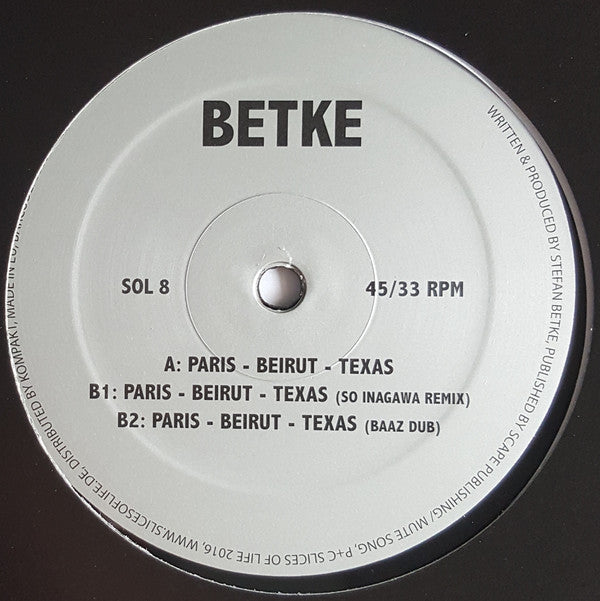 BETKE
SOL 8
45/33 RPM
A: PARIS - BEIRUT - TEXAS
B1: PARIS - BEIRUT - TEXAS (SO INAGAWA REMIX)
B2: PARIS - BEIRUT - TEXAS (BAAZ DUB)
WRITTEN & PRODUCED BY STEFAN BETKE, PUBLISHED BY SCAPE PUBLISHING/ MUTE SONG, P+C SLICES OF LIFE 2016, WWW.SLICESOFLIFE.DE, DISTRIBUTED BY KOMPAKT, MADE IN EU,